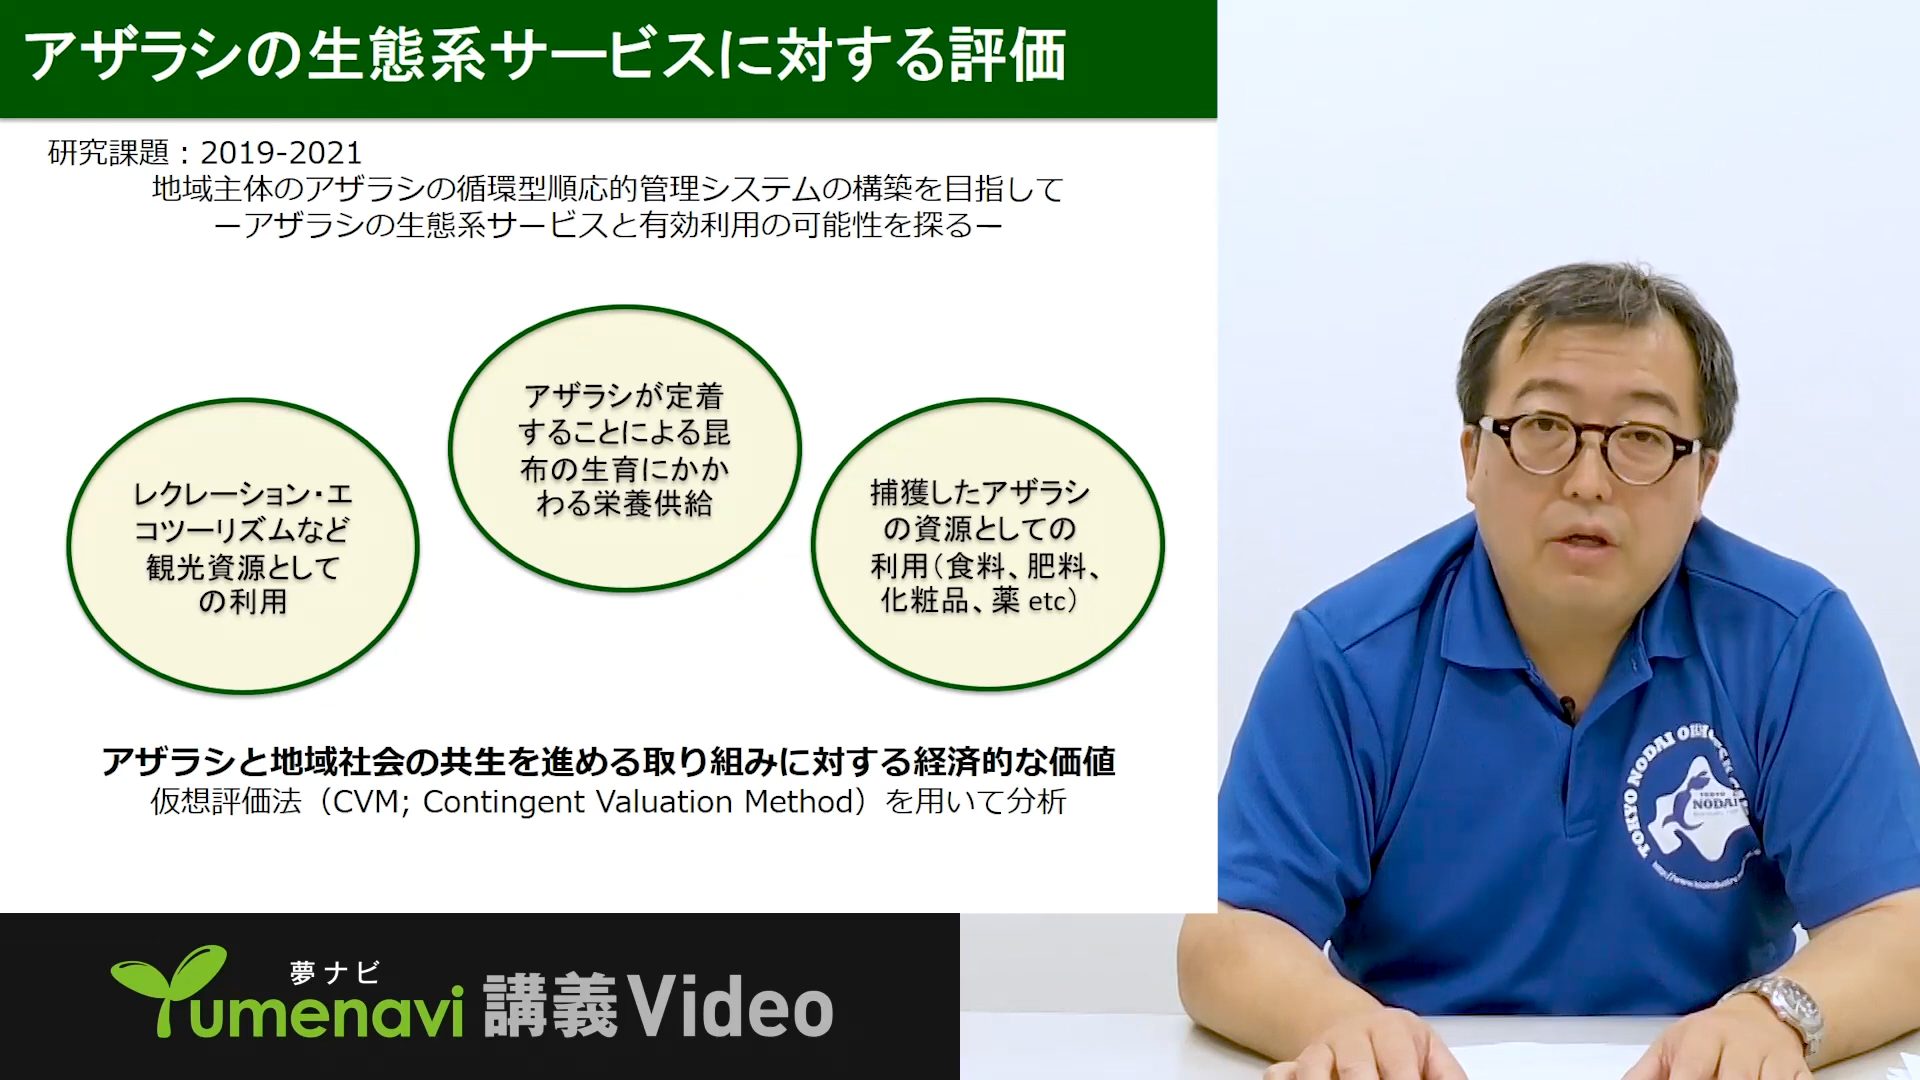 アザラシの生態系サービスに対する評価
研究課題：2019-2021
地域主体のアザラシの循環型順応的管理システムの構築を目指して
ーアザラシの生態系サービスと有効利用の可能性を探るー
レクレーション・エ
コツーリズムなど
観光資源として
の利用
アザラシが定着
することによる昆
布の生育にかか
わる栄養供給
捕獲したアザラシ
の資源としての
利用（食料、肥料、
化粧品、薬 etc）
アザラシと地域社会の共生を進める取り組みに対する経済的な価値
仮想評価法（CVM; Contingent Valuation Method）を用いて分析
夢ナビ
Yumenavi 講義Video
TOKYO NODAI
TOKYO
NODAI